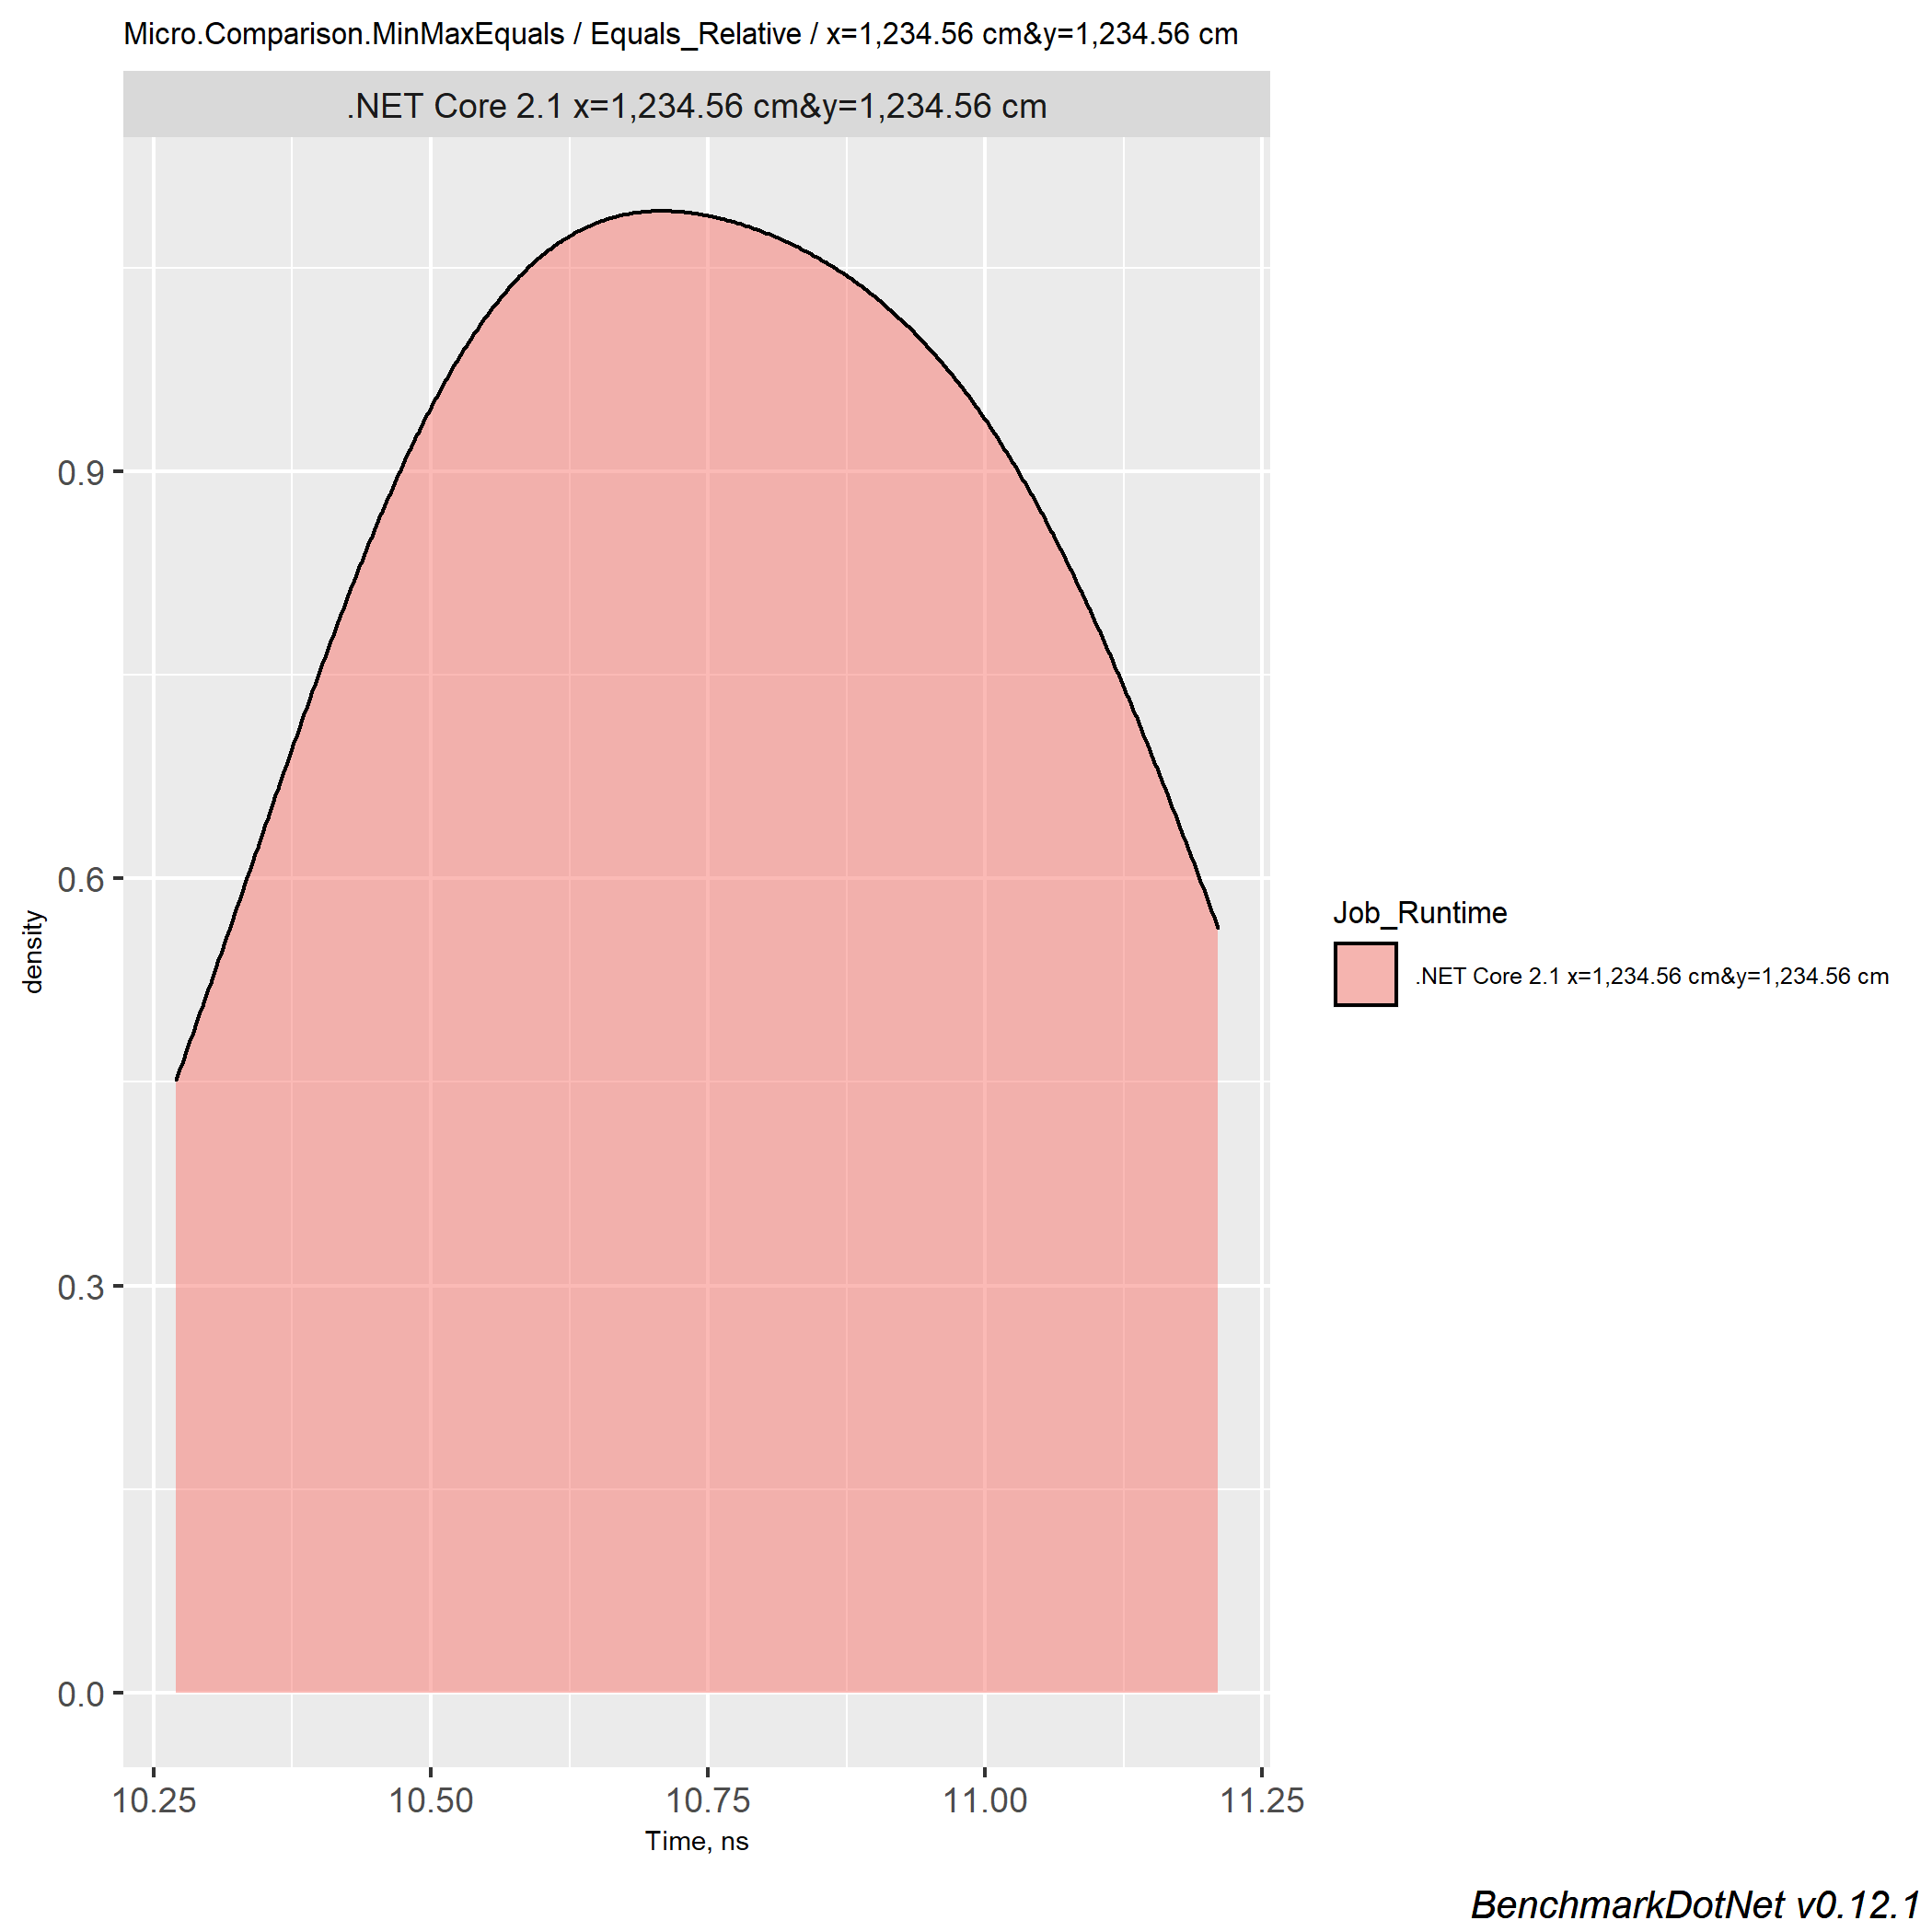 Micro.Comparison.MinMaxEquals / Equals_Relative / x=1,234.56 cm&y=1,234.56 cm
.NET Core 2.1 x=1,234.56 cm&y=1,234.56 cm
0.9
0.6
0.3
0.0
density
10.25 10.50 10.75 11.00 11.25
Time, ns
Job_Runtime
.NET Core 2.1 x=1,234.56 cm&y=1,234.56 cm
BenchmarkDotNet v0.12.1